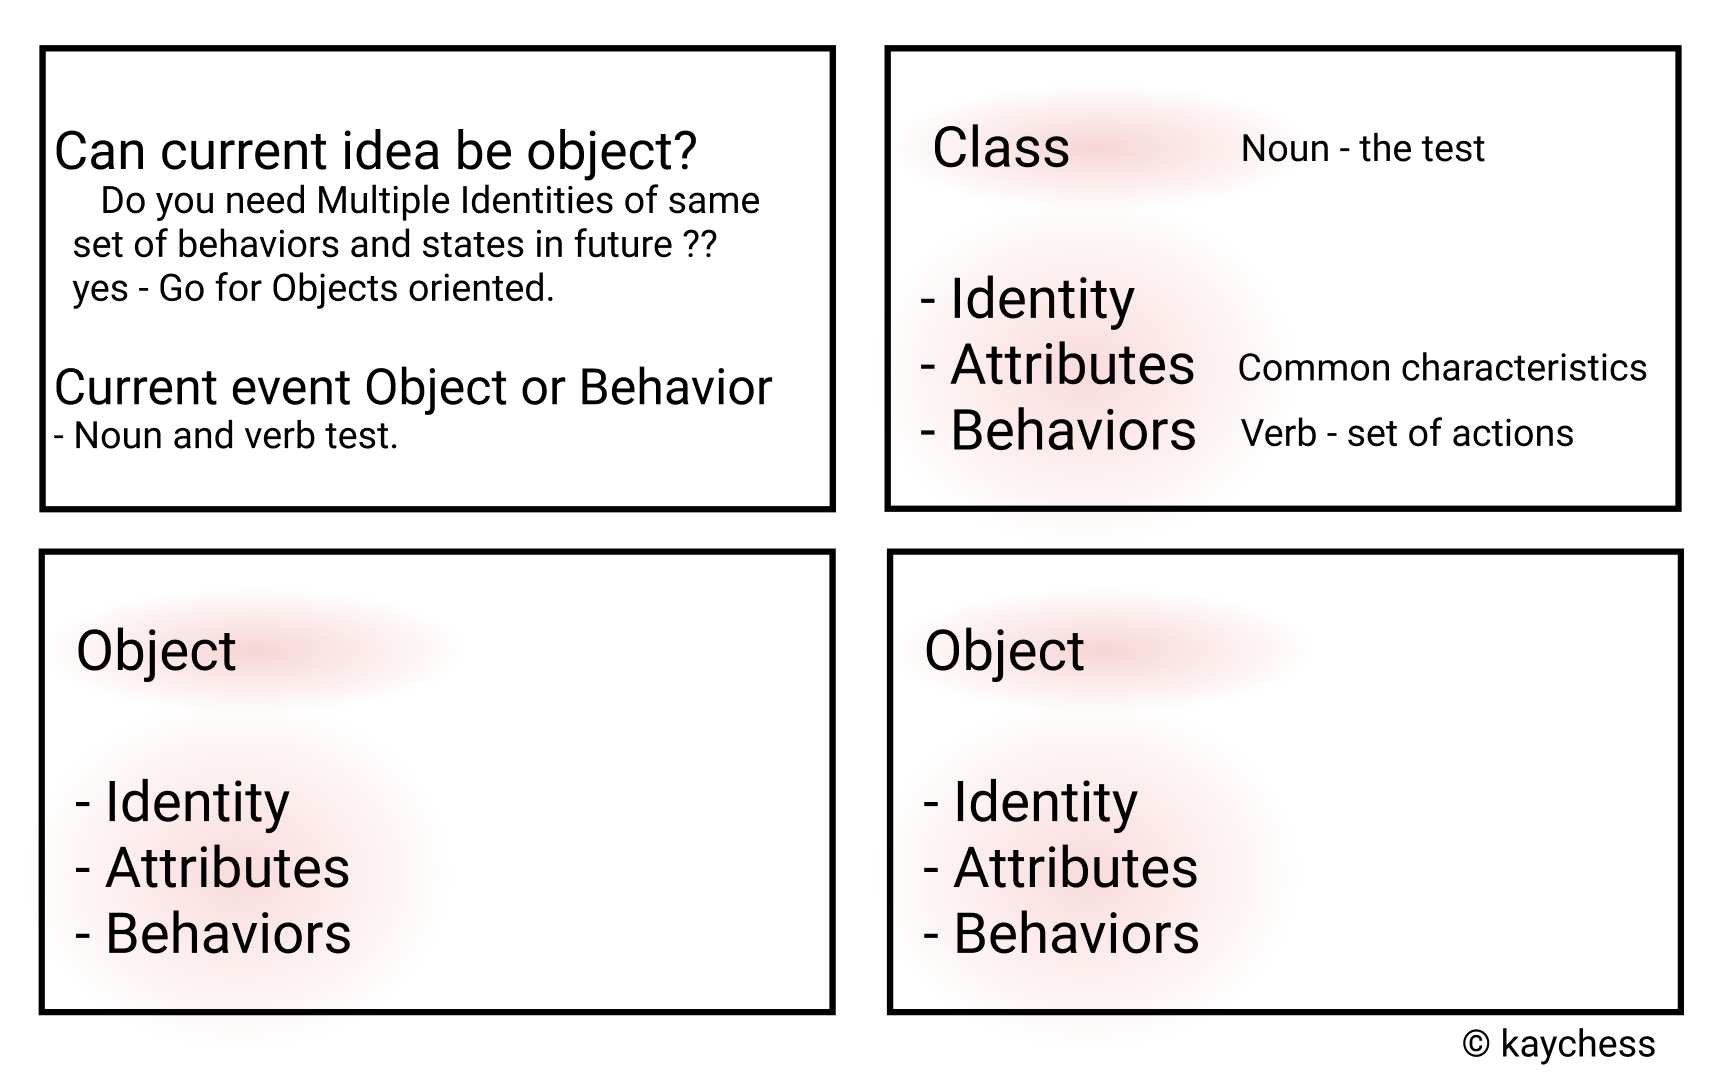 Can current idea be object?
Do you need Multiple Identities of same
set of behaviors and states in future ??
yes - Go for Objects oriented.
Current event Object or Behavior
- Noun and verb test.
Class Noun - the test
- Identity
- Attributes Common characteristics
- Behaviors Verb - set of actions
Object
- Identity
- Attributes
- Behaviors
Object
- Identity
- Attributes
- Behaviors
© kaychess